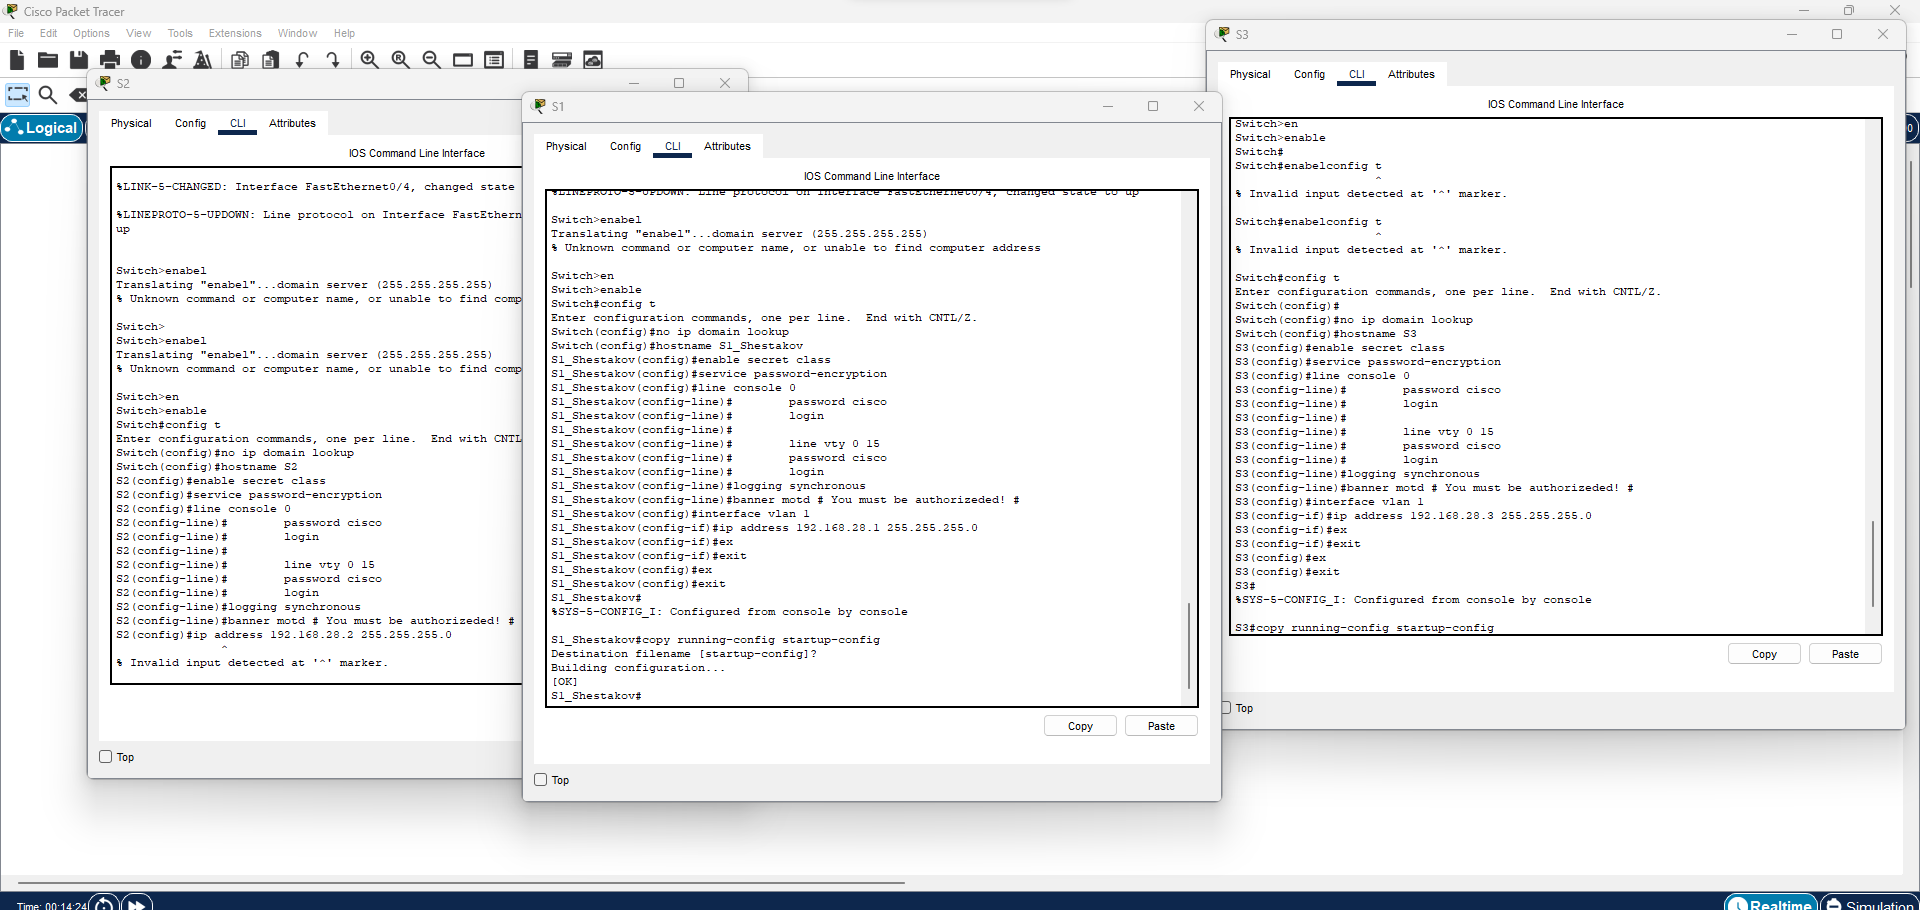 Cisco Packet Tracer
File Edit Options View Tools Extensions Window Help
Logical
S2
Physical Config CLI Attributes
IOS Command Line Interface
%LINK-5-CHANGED: Interface FastEthernet0/4, changed state
%LINEPROTO-5-UPDOWN: Line protocol on Interface FastEthern
up
Switch>enabel
Translating "enabel"...domain server (255.255.255.255)
% Unknown command or computer name, or unable to find comp
Switch>
Switch>enabel
Translating "enabel"...domain server (255.255.255.255)
% Unknown command or computer name, or unable to find comp
Switch>en
Switch>enable
Switch#config t
Enter configuration commands, one per line. End with CNTL
Switch(config)#no ip domain lookup
Switch(config)#hostname S2
S2(config)#enable secret class
S2(config)#service password-encryption
S2(config)#line console 0
S2(config-line)# password cisco
S2(config-line)# login
S2(config-line)#
S2(config-line)# line vty 0 15
S2(config-line)# password cisco
S2(config-line)# login
S2(config-line)#logging synchronous
S2(config-line)#banner motd # You must be authorizeded! #
S2(config)#ip address 192.168.28.2 255.255.255.0
^
% Invalid input detected at '^' marker.
Top
S1
Physical Config CLI Attributes
IOS Command Line Interface
%LINEPROTO-5-UPDOWN: Line protocol on Interface FastEthernet0/4, changed state to up
Switch>enabel
Translating "enabel"...domain server (255.255.255.255)
% Unknown command or computer name, or unable to find computer address
Switch>en
Switch>enable
Switch#config t
Enter configuration commands, one per line. End with CNTL/Z.
Switch(config)#no ip domain lookup
Switch(config)#hostname S1_Shestakov
S1_Shestakov(config)#enable secret class
S1_Shestakov(config)#service password-encryption
S1_Shestakov(config)#line console 0
S1_Shestakov(config-line)# password cisco
S1_Shestakov(config-line)# login
S1_Shestakov(config-line)#
S1_Shestakov(config-line)# line vty 0 15
S1_Shestakov(config-line)# password cisco
S1_Shestakov(config-line)# login
S1_Shestakov(config-line)#logging synchronous
S1_Shestakov(config-line)#banner motd # You must be authorizeded! #
S1_Shestakov(config)#interface vlan 1
S1_Shestakov(config-if)#ip address 192.168.28.1 255.255.255.0
S1_Shestakov(config-if)#ex
S1_Shestakov(config-if)#exit
S1_Shestakov(config)#ex
S1_Shestakov(config)#exit
S1_Shestakov#
%SYS-5-CONFIG_I: Configured from console by console
S1_Shestakov#copy running-config startup-config
Destination filename [startup-config]?
Building configuration...
[OK]
S1_Shestakov#
Copy Paste
Top
S3
Physical Config CLI Attributes
IOS Command Line Interface
Switch>en
Switch>enable
Switch#
Switch#enabelconfig t
^
% Invalid input detected at '^' marker.
Switch#enabelconfig t
^
% Invalid input detected at '^' marker.
Switch#config t
Enter configuration commands, one per line. End with CNTL/Z.
Switch(config)#
Switch(config)#no ip domain lookup
Switch(config)#hostname S3
S3(config)#enable secret class
S3(config)#service password-encryption
S3(config)#line console 0
S3(config-line)# password cisco
S3(config-line)# login
S3(config-line)#
S3(config-line)# line vty 0 15
S3(config-line)# password cisco
S3(config-line)# login
S3(config-line)#logging synchronous
S3(config-line)#banner motd # You must be authorizeded! #
S3(config)#interface vlan 1
S3(config-if)#ip address 192.168.28.3 255.255.255.0
S3(config-if)#ex
S3(config-if)#exit
S3(config)#ex
S3(config)#exit
S3#
%SYS-5-CONFIG_I: Configured from console by console
S3#copy running-config startup-config
Copy Paste
Top
Time: 00:14:24
Realtime Simulation